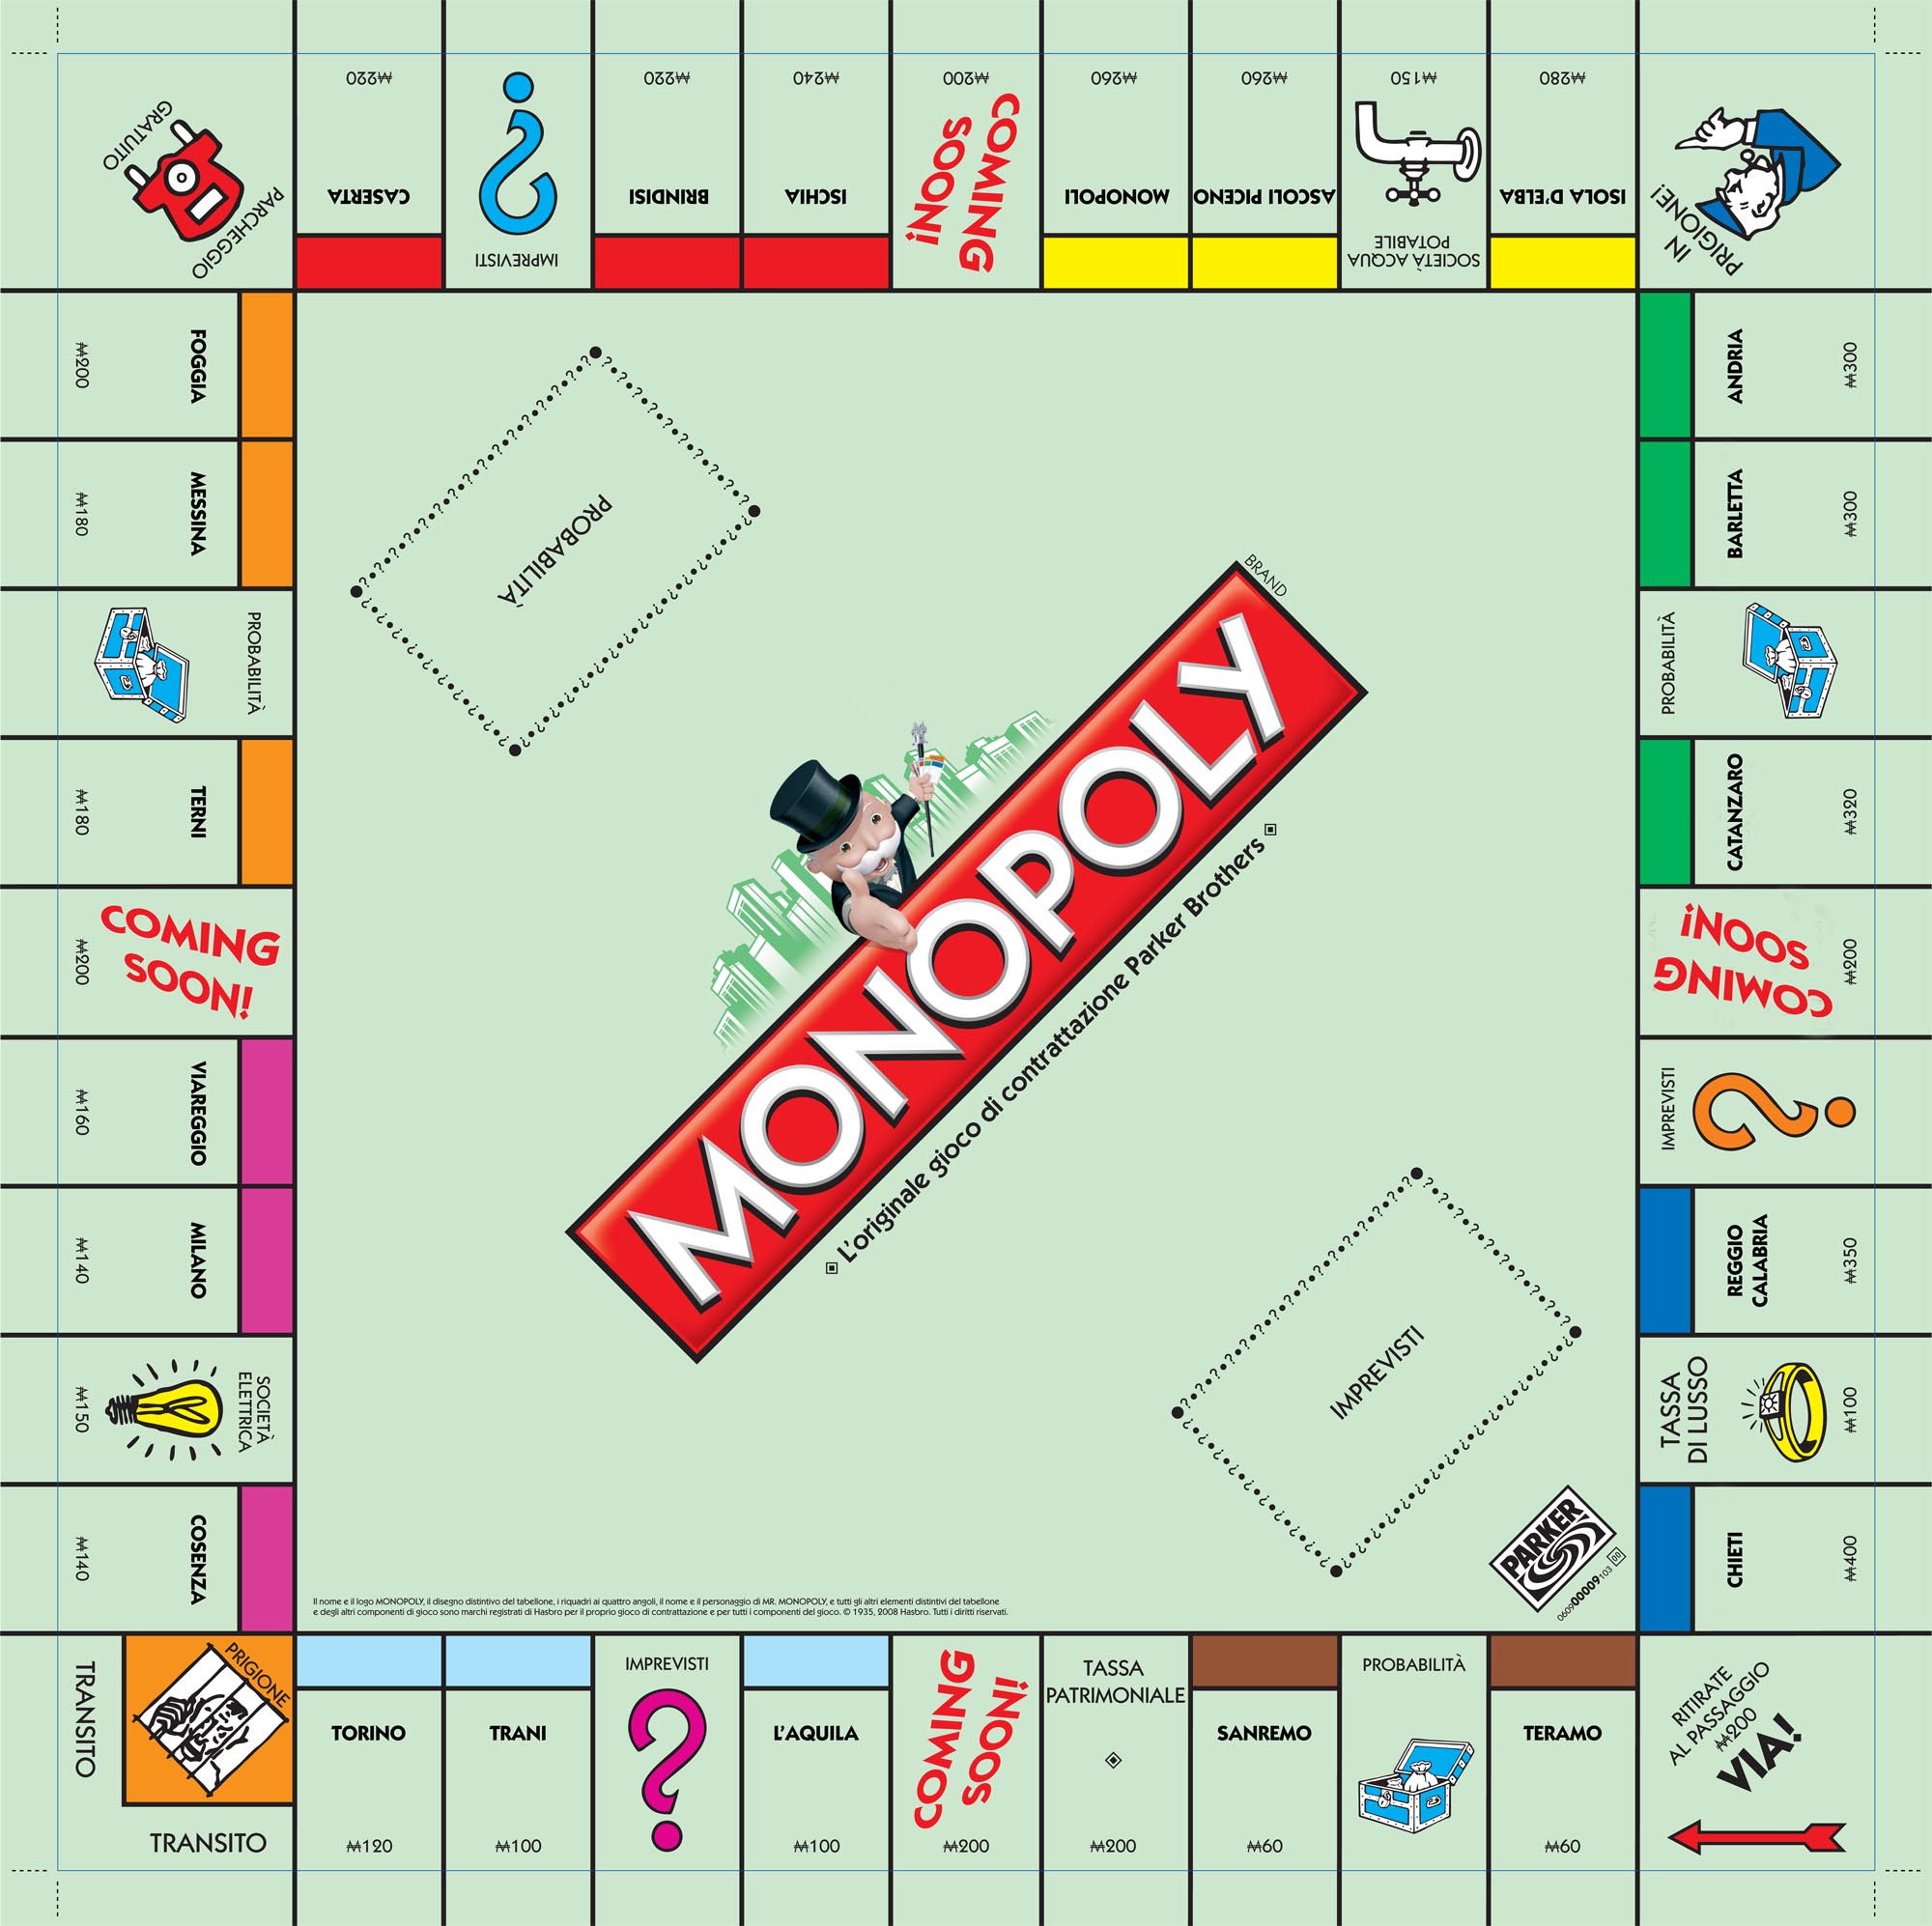 PARCHEGGIO
GRATUITO
CASERTA
₩220
IMPREVISTI
BRINDISI
₩220
ISCHIA
₩240
COMING
SOON!
₩200
MONOPOLI
₩260
ASCOLI PICENO
₩260
SOCIETÀ ACQUA
POTABILE
₩150
ISOLA D'ELBA
₩280
IN
PRIGIONE!
ANDRIA
₩300
BARLETTA
₩300
PROBABILITÀ
CATANZARO
₩320
COMING
SOON!
₩200
IMPREVISTI
REGGIO
CALABRIA
₩350
TASSA
DI LUSSO
₩100
CHIETI
₩400
RITIRATE
AL PASSAGGIO
₩200
VIA!
TERAMO
₩60
PROBABILITÀ
SANREMO
₩60
TASSA
PATRIMONIALE
₩200
COMING
SOON!
₩200
L'AQUILA
₩100
IMPREVISTI
TRANI
₩100
TORINO
₩120
PRIGIONE
TRANSITO
TRANSITO
COSENZA
₩140
SOCIETÀ
ELETTRICA
₩150
MILANO
₩140
VIAREGGIO
₩160
COMING
SOON!
₩200
TERNI
₩180
PROBABILITÀ
MESSINA
₩180
FOGGIA
₩200
PROBABILITÀ
MONOPOLY
BRAND
L'originale gioco di contrattazione Parker Brothers
IMPREVISTI
PARKER
060900009103 00
Il nome e il logo MONOPOLY, il disegno distintivo del tabellone, i riquadri ai quattro angoli, il nome e il personaggio di MR. MONOPOLY, e tutti gli altri elementi distintivi del tabellone
e degli altri componenti di gioco sono marchi registrati di Hasbro per il proprio gioco di contrattazione e per tutti i componenti del gioco. © 1935, 2008 Hasbro. Tutti i diritti riservati.